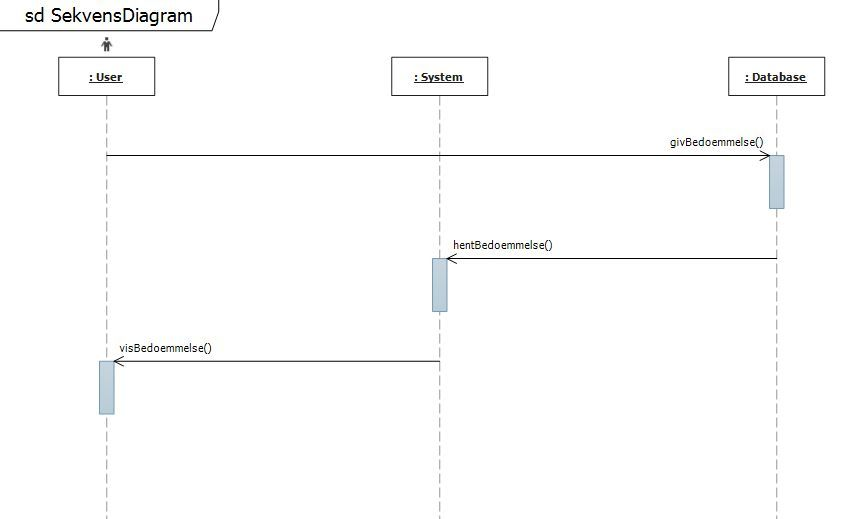 sd SekvensDiagram
: User
: System
: Database
givBedoemmelse()
hentBedoemmelse()
visBedoemmelse()